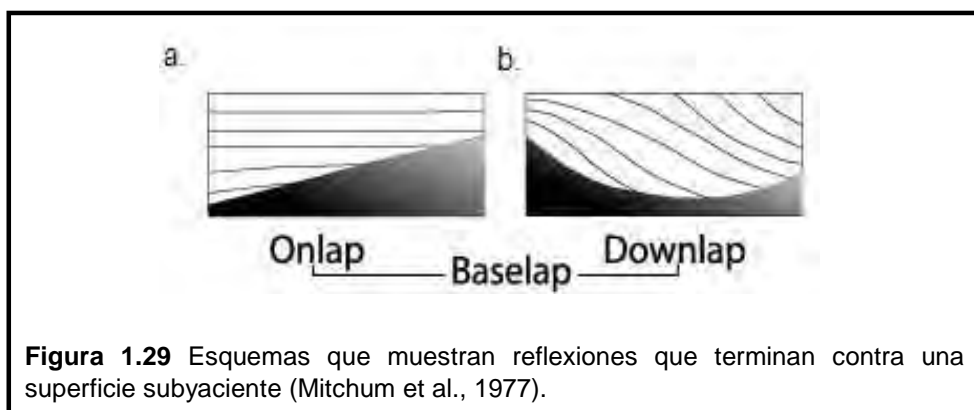 a. b.
Onlap Downlap
Baselap
Figura 1.29 Esquemas que muestran reflexiones que terminan contra una
superficie subyaciente (Mitchum et al., 1977).